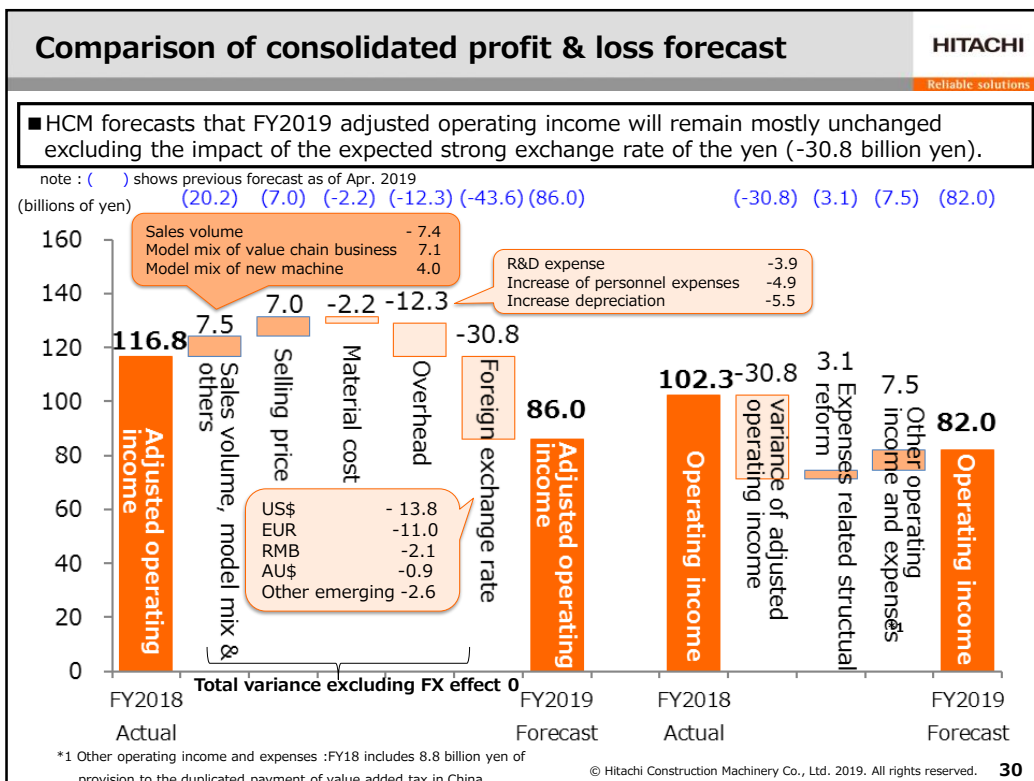 Comparison of consolidated profit & loss forecast
HITACHI
Reliable solutions
■HCM forecasts that FY2019 adjusted operating income will remain mostly unchanged
excluding the impact of the expected strong exchange rate of the yen (-30.8 billion yen).
note : (    ) shows previous forecast as of Apr. 2019
(billions of yen)
(20.2) (7.0) (-2.2) (-12.3) (-43.6) (86.0)
(-30.8) (3.1) (7.5) (82.0)
160
140
120
100
80
60
40
20
0
Sales volume - 7.4
Model mix of value chain business 7.1
Model mix of new machine 4.0
R&D expense -3.9
Increase of personnel expenses -4.9
Increase depreciation -5.5
116.8
7.5
7.0
-2.2
-12.3
-30.8
86.0
102.3
-30.8
3.1
7.5
82.0
Adjusted operating
income
Sales volume, model mix &
others
Selling price
Material cost
Overhead
Foreign exchange rate
Adjusted operating
income
Operating income
variance of adjusted
operating income
Expenses related structual
reform
Other operating
income and expenses
*1
Operating income
US$ - 13.8
EUR -11.0
RMB -2.1
AU$ -0.9
Other emerging -2.6
Total variance excluding FX effect 0
FY2018
Actual
FY2019
Forecast
FY2018
Actual
FY2019
Forecast
*1 Other operating income and expenses :FY18 includes 8.8 billion yen of
provision to the duplicated payment of value added tax in China
© Hitachi Construction Machinery Co., Ltd. 2019. All rights reserved.
30